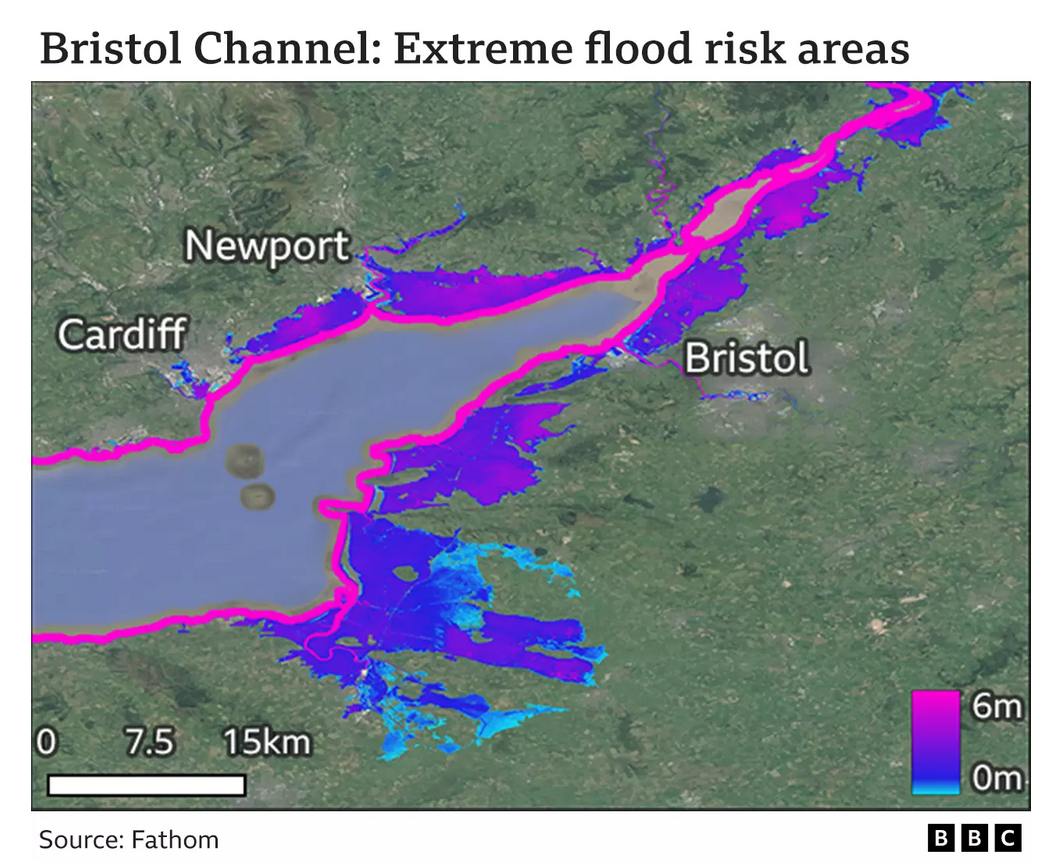 Bristol Channel: Extreme flood risk areas
Newport
Cardiff
Bristol
6m
0m
0 7.5 15km
Source: Fathom
BBC